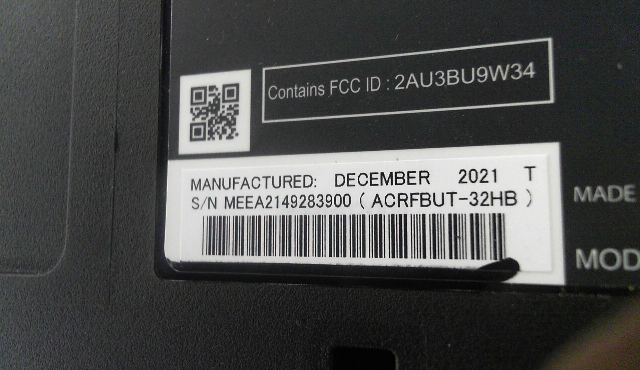 Contains FCC ID : 2AU3BU9W34
MANUFACTURED: DECEMBER 2021 T
S/N MEEA2149283900 ( ACRFBUT-32HB )
MADE
MOD